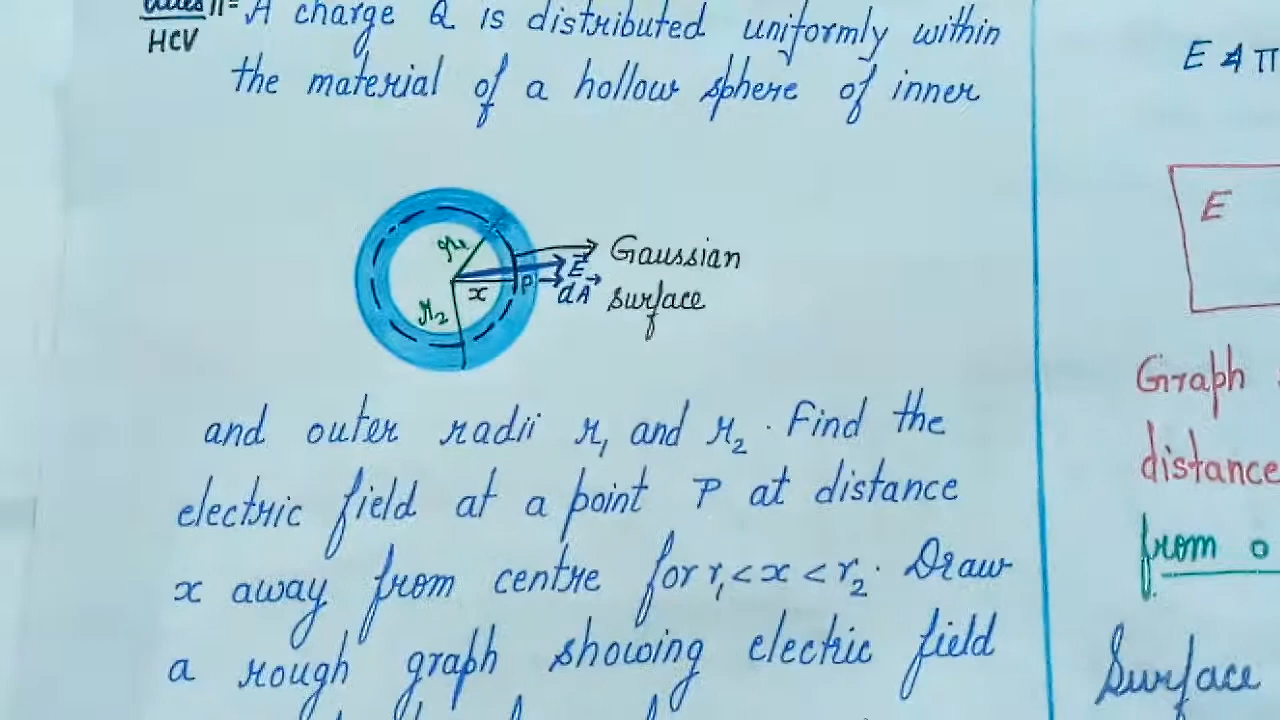 A charge Q is distributed uniformly within
HCV
the material of a hollow sphere of inner
r1
x
r2
P
E
dA
Gaussian
surface
and outer radii r1 and r2. Find the
electric field at a point P at distance
x away from centre for r1<x<r2. Draw
a rough graph showing electric field
E 4π
E
Graph
distance
from 0
Surface